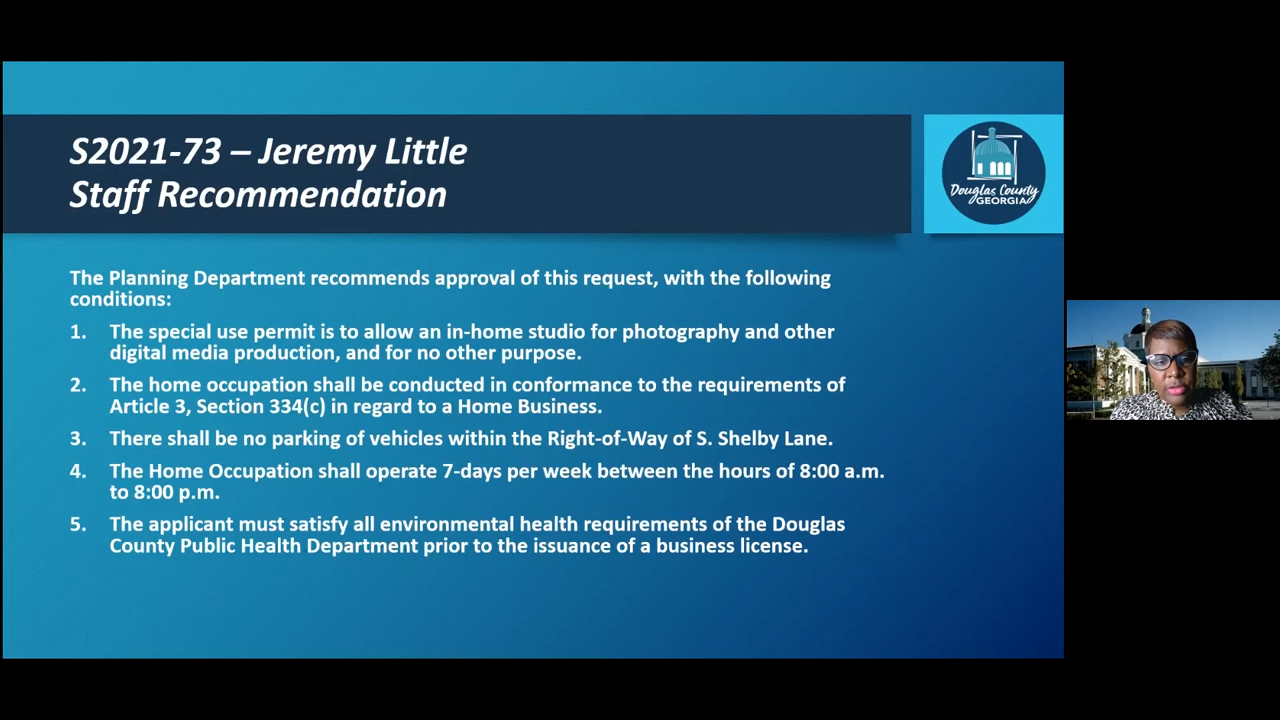 S2021-73 – Jeremy Little
Staff Recommendation
Douglas County
GEORGIA
The Planning Department recommends approval of this request, with the following
conditions:
1. The special use permit is to allow an in-home studio for photography and other
digital media production, and for no other purpose.
2. The home occupation shall be conducted in conformance to the requirements of
Article 3, Section 334(c) in regard to a Home Business.
3. There shall be no parking of vehicles within the Right-of-Way of S. Shelby Lane.
4. The Home Occupation shall operate 7-days per week between the hours of 8:00 a.m.
to 8:00 p.m.
5. The applicant must satisfy all environmental health requirements of the Douglas
County Public Health Department prior to the issuance of a business license.